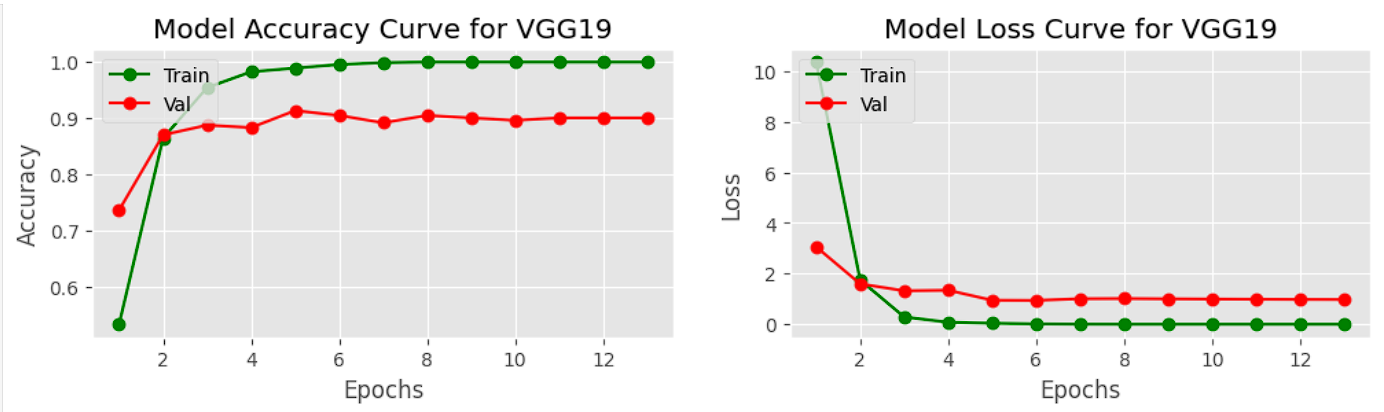 Model Accuracy Curve for VGG19
Train
Val
1.0
0.9
0.8
0.7
0.6
Accuracy
2 4 6 8 10 12
Epochs
Model Loss Curve for VGG19
Train
Val
10
8
6
4
2
0
Loss
2 4 6 8 10 12
Epochs